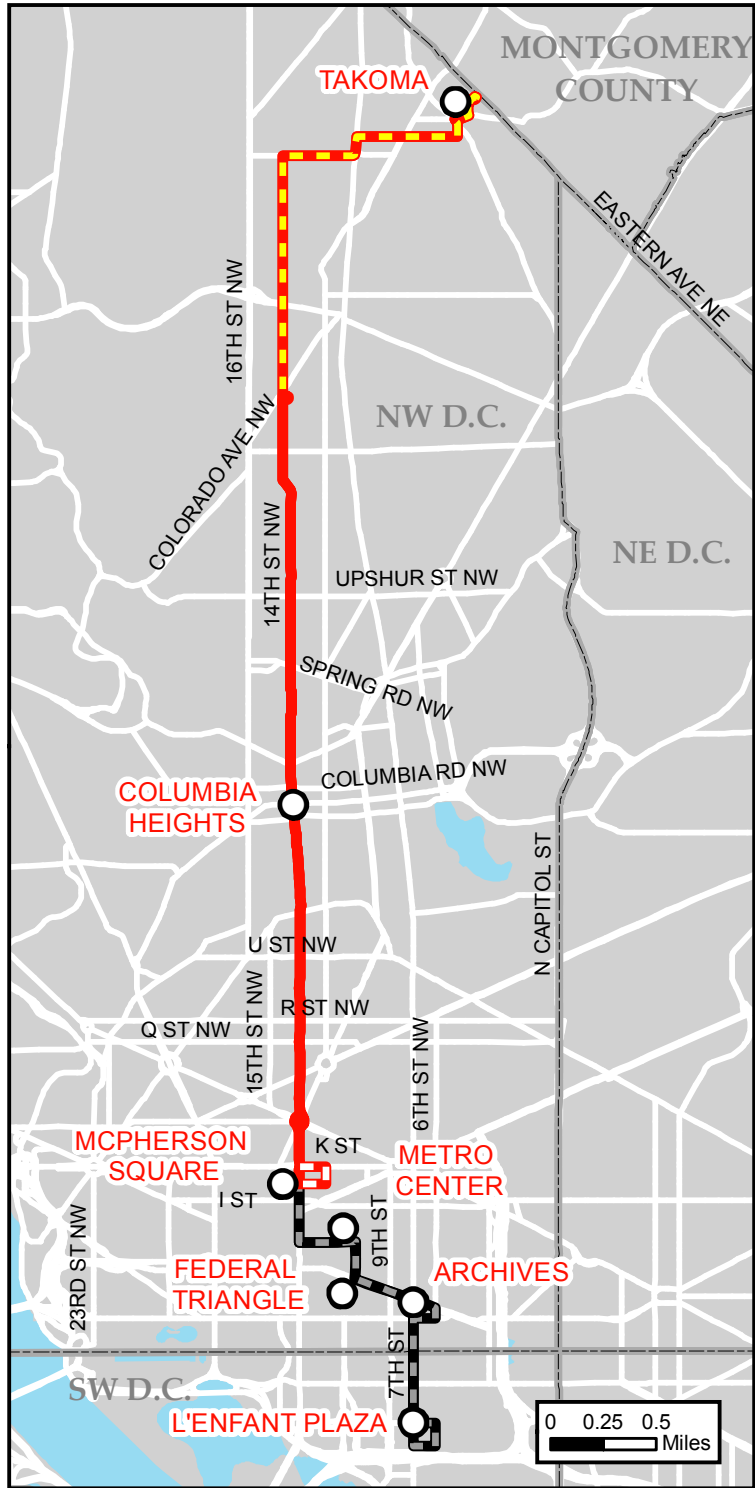 MONTGOMERY
COUNTY
TAKOMA
EASTERN AVE NE
16TH ST NW
NW D.C.
COLORADO AVE NW
NE D.C.
14TH ST NW
UPSHUR ST NW
SPRING RD NW
COLUMBIA RD NW
COLUMBIA
HEIGHTS
N CAPITOL ST
U ST NW
15TH ST NW
R ST NW
Q ST NW
6TH ST NW
MCPHERSON
SQUARE
K ST
METRO
CENTER
I ST
9TH ST
23RD ST NW
FEDERAL
TRIANGLE
ARCHIVES
7TH ST
SW D.C.
L'ENFANT PLAZA
0 0.25 0.5
Miles